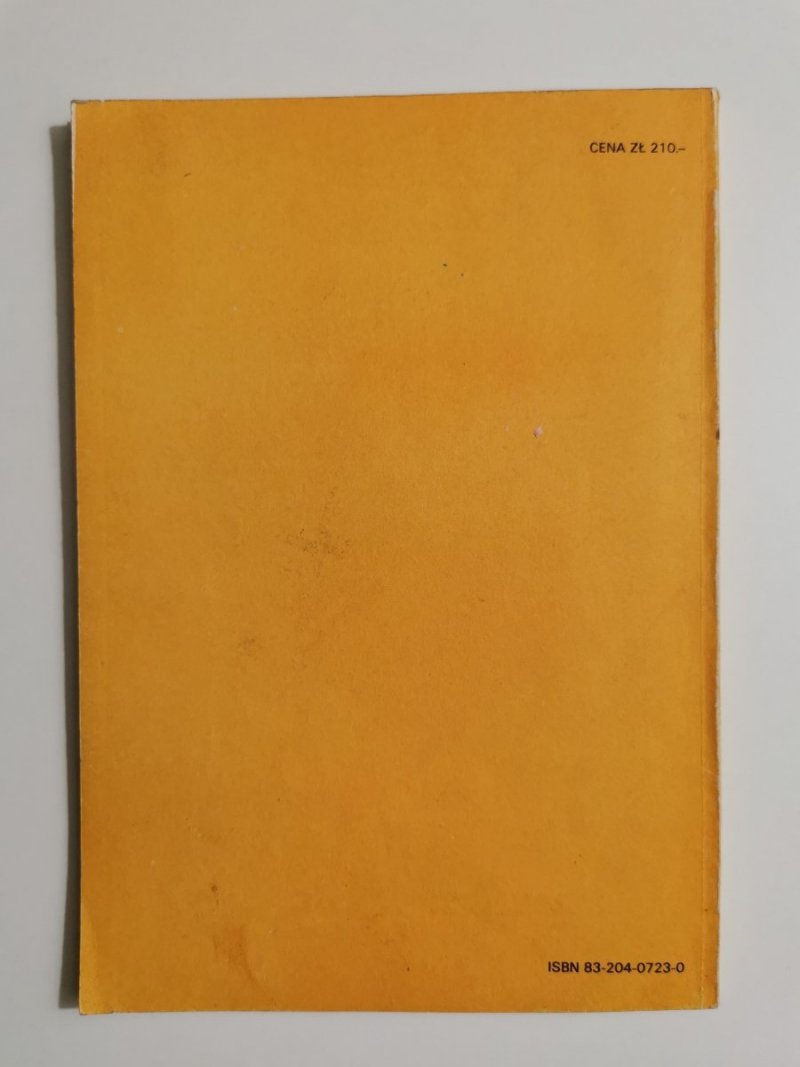 CENA ZŁ 210.–
ISBN 83-204-0723-0